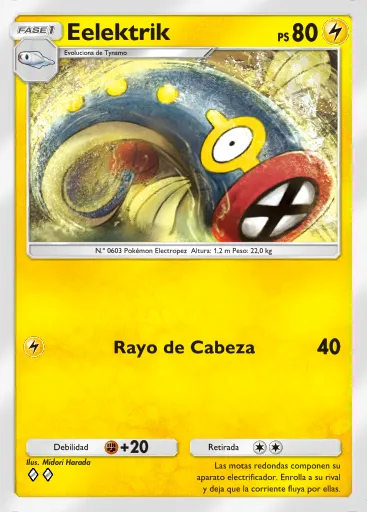 FASE 1
Eelektrik
PS 80
Evoluciona de Tynamo
N.º 0603 Pokémon Electropez Altura: 1,2 m Peso: 22,0 kg
Rayo de Cabeza 40
Debilidad +20 Retirada
Ilus. Midori Harada
Las motas redondas componen su
aparato electrificador. Enrolla a su rival
y deja que la corriente fluya por ellas.